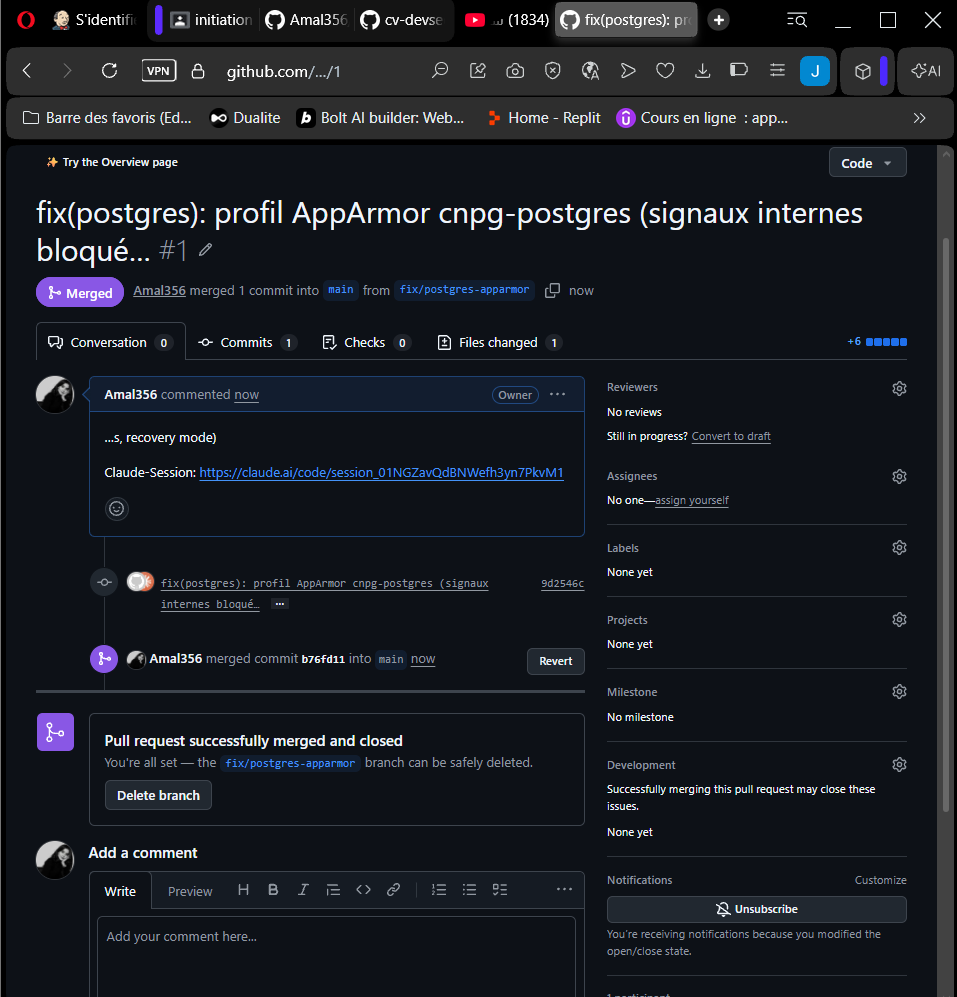 S'identifi
initiation
Amal356
cv-devse
(1834)
fix(postgres): pr
VPN
github.com/.../1
J
AI
Barre des favoris (Ed...
Dualite
Bolt AI builder: Web...
Home - Replit
Cours en ligne : app...
Try the Overview page
Code
fix(postgres): profil AppArmor cnpg-postgres (signaux internes
bloqué... #1
Merged
Amal356 merged 1 commit into main from fix/postgres-apparmor now
Conversation 0
Commits 1
Checks 0
Files changed 1
+6
Amal356 commented now
Owner
...s, recovery mode)
Claude-Session: https://claude.ai/code/session_01NGZavQdBNWefh3yn7PkvM1
fix(postgres): profil AppArmor cnpg-postgres (signaux
internes bloqué…
9d2546c
Amal356 merged commit b76fd11 into main now
Revert
Pull request successfully merged and closed
You're all set — the fix/postgres-apparmor branch can be safely deleted.
Delete branch
Add a comment
Write
Preview
H B I
Add your comment here...
Reviewers
No reviews
Still in progress? Convert to draft
Assignees
No one—assign yourself
Labels
None yet
Projects
None yet
Milestone
No milestone
Development
Successfully merging this pull request may close these
issues.
None yet
Notifications
Customize
Unsubscribe
You're receiving notifications because you modified the
open/close state.
1 participant